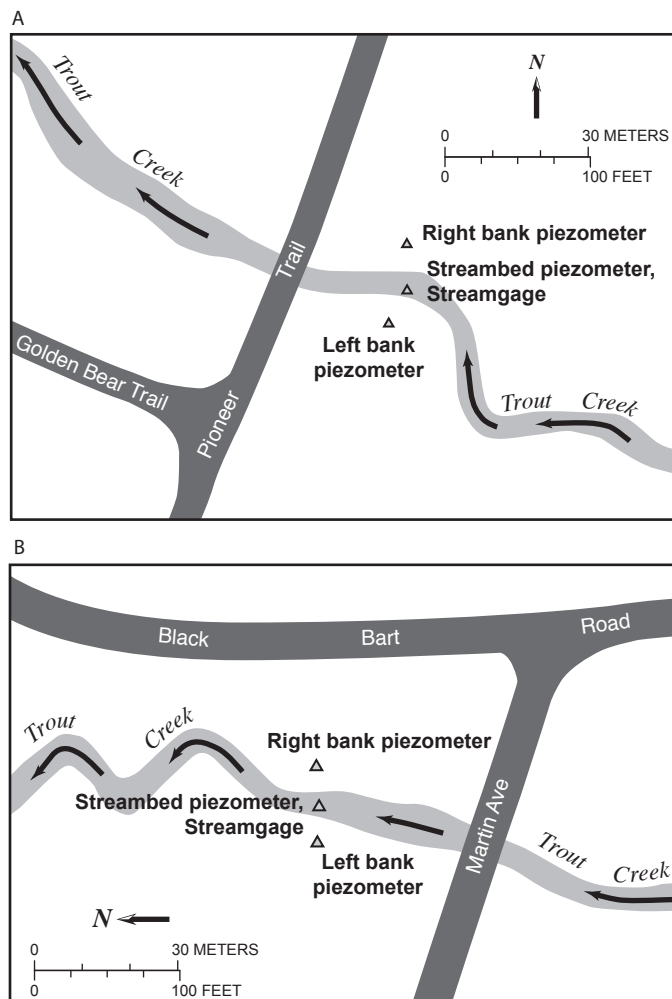 A
N
0 30 METERS
0 100 FEET
Trout
Creek
Trail
Right bank piezometer
Streambed piezometer,
Streamgage
Left bank
piezometer
Golden Bear Trail
Pioneer
Trout Creek
B
Black Bart Road
Trout
Creek
Right bank piezometer
Streambed piezometer,
Streamgage
Left bank
piezometer
Martin Ave
Trout
Creek
N
0 30 METERS
0 100 FEET